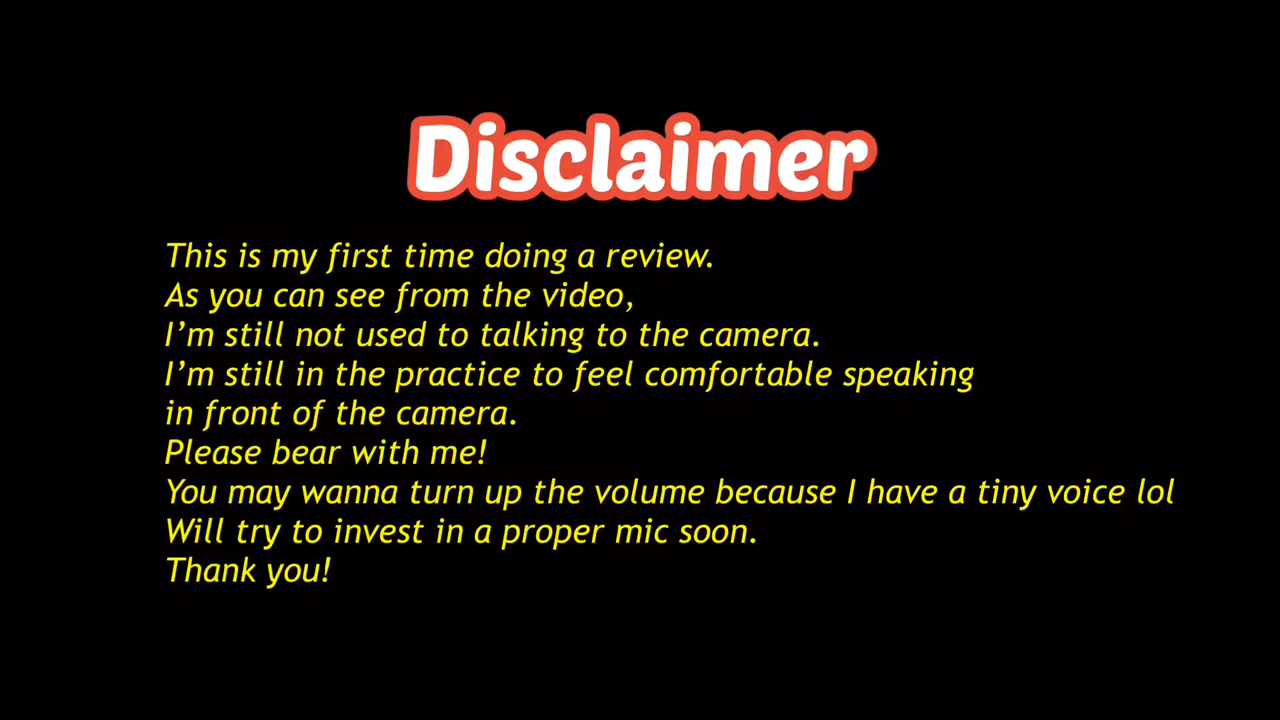 Disclaimer
This is my first time doing a review.
As you can see from the video,
I’m still not used to talking to the camera.
I’m still in the practice to feel comfortable speaking
in front of the camera.
Please bear with me!
You may wanna turn up the volume because I have a tiny voice lol
Will try to invest in a proper mic soon.
Thank you!